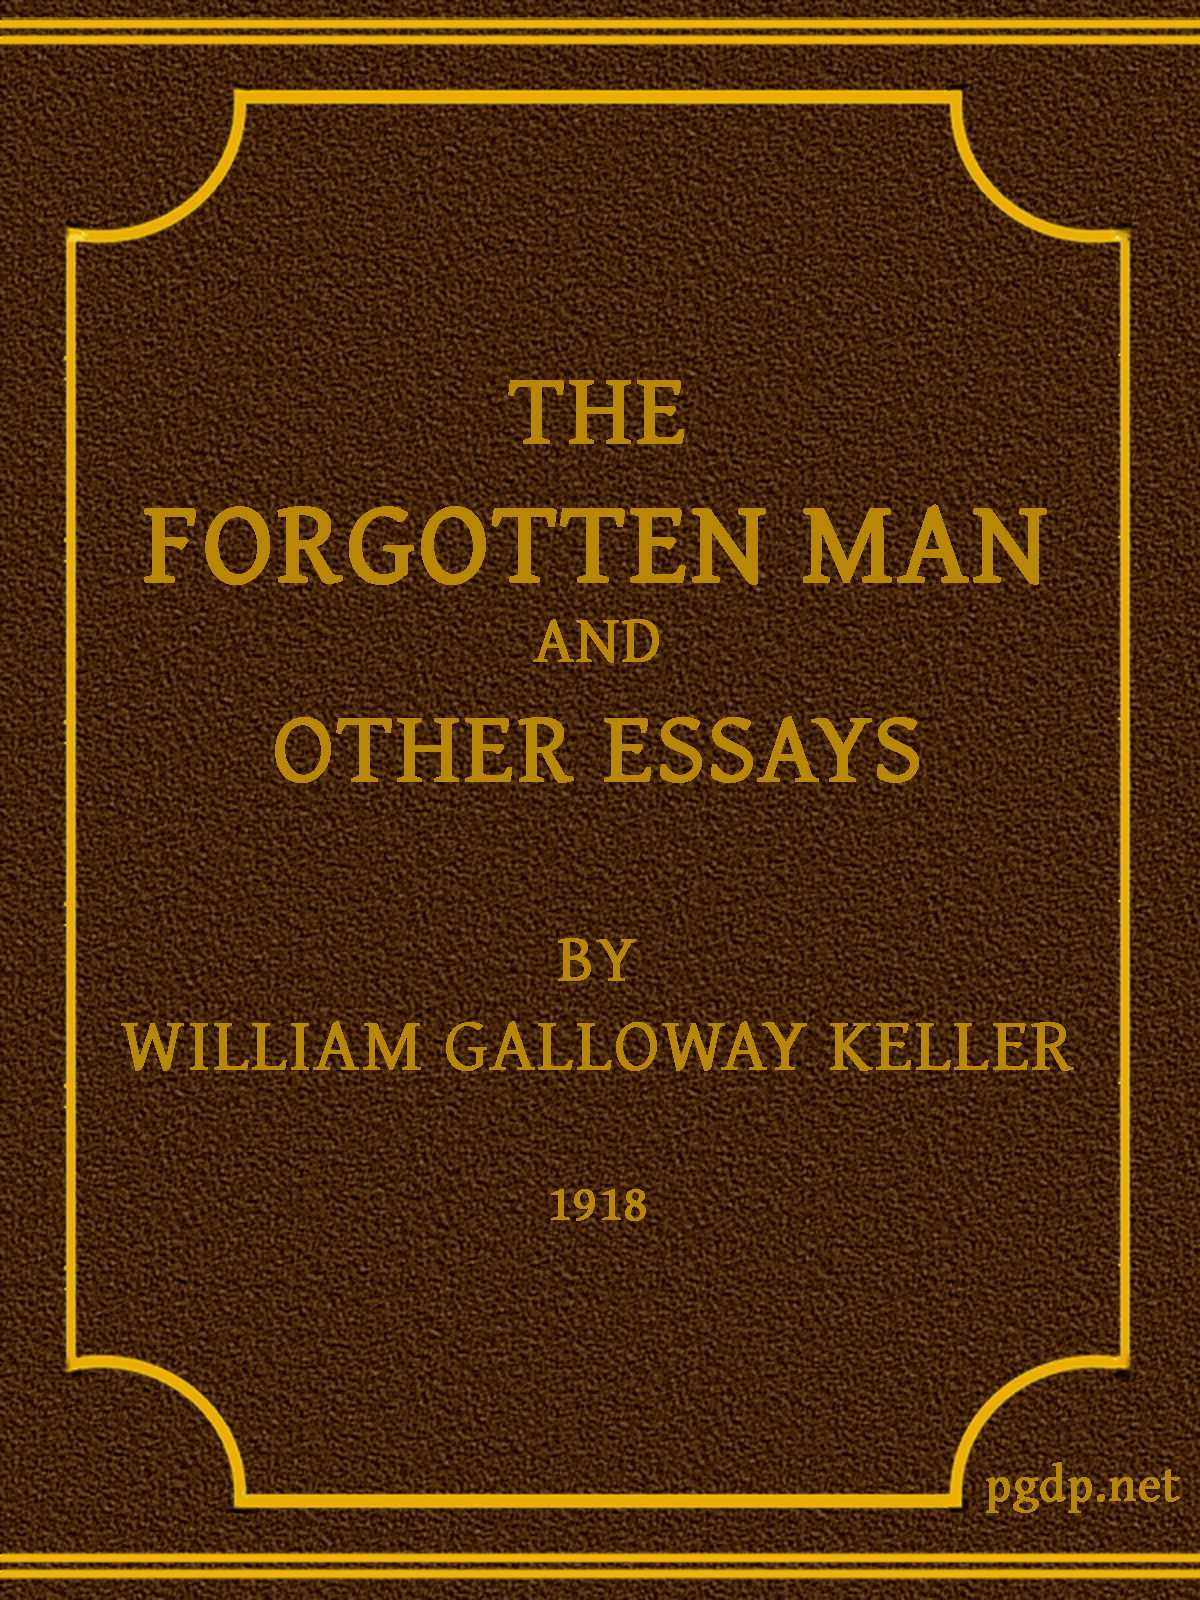 THE
FORGOTTEN MAN
AND
OTHER ESSAYS
BY
WILLIAM GALLOWAY KELLER
1918
pgdp.net